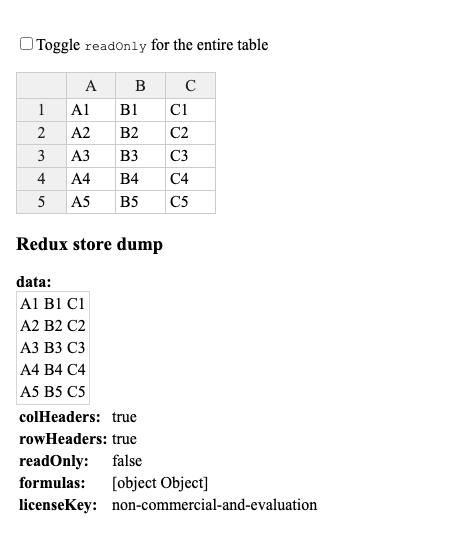 Toggle readOnly for the entire table
A B C
1 A1 B1 C1
2 A2 B2 C2
3 A3 B3 C3
4 A4 B4 C4
5 A5 B5 C5
Redux store dump
data:
A1 B1 C1
A2 B2 C2
A3 B3 C3
A4 B4 C4
A5 B5 C5
colHeaders: true
rowHeaders: true
readOnly: false
formulas: [object Object]
licenseKey: non-commercial-and-evaluation